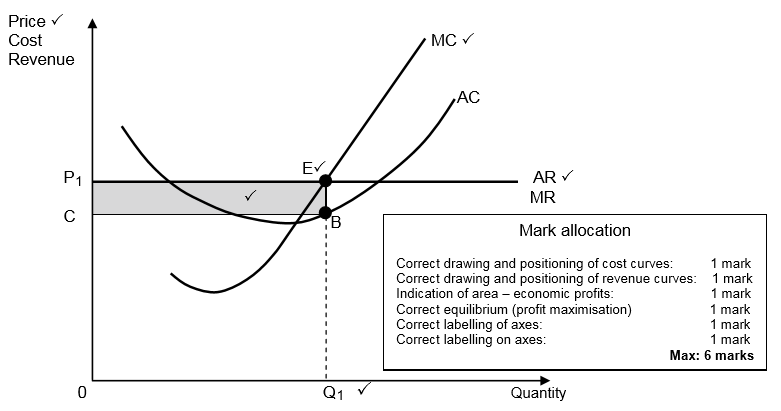 Price ✓
Cost
Revenue
MC ✓
AC
E✓
P1
AR ✓
MR
✓
C
B
Mark allocation
Correct drawing and positioning of cost curves: 1 mark
Correct drawing and positioning of revenue curves: 1 mark
Indication of area – economic profits: 1 mark
Correct equilibrium (profit maximisation) 1 mark
Correct labelling of axes: 1 mark
Correct labelling on axes: 1 mark
Max: 6 marks
0
Q1 ✓
Quantity